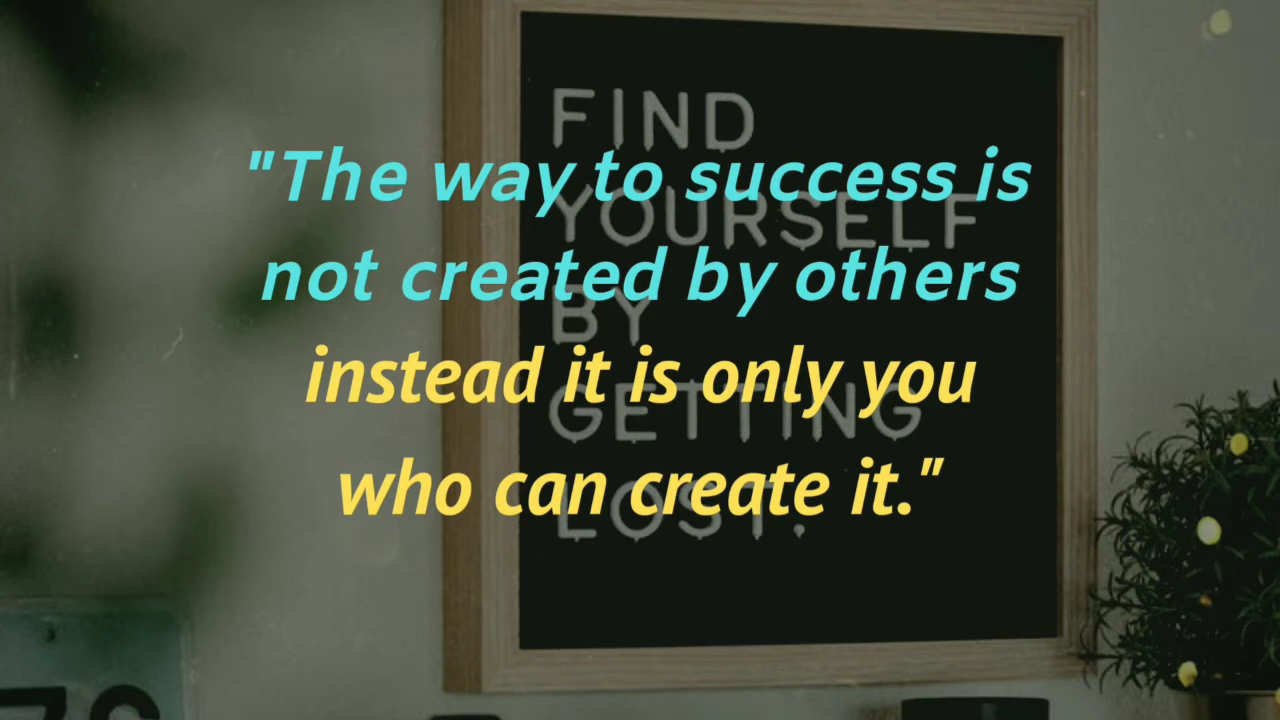 "The way to success is
not created by others
instead it is only you
who can create it."
FIND
YOURSELF
BY
GETTING
LOST.